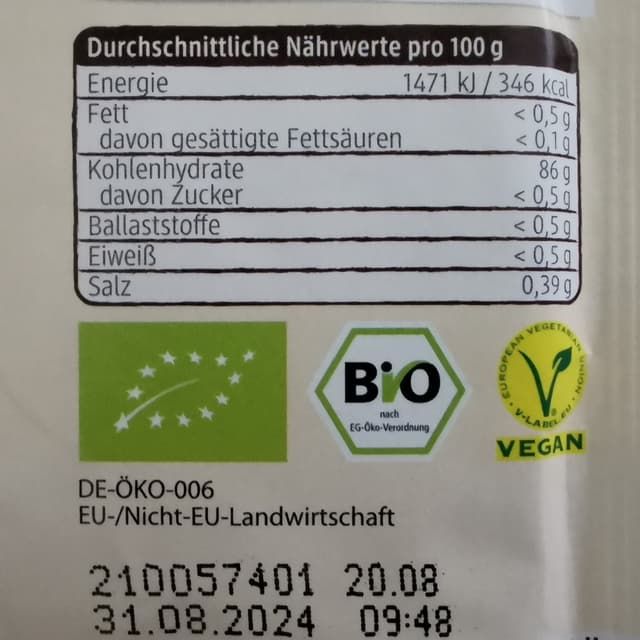 Durchschnittliche Nährwerte pro 100 g
Energie 1471 kJ / 346 kcal
Fett < 0,5 g
davon gesättigte Fettsäuren < 0,1 g
Kohlenhydrate 86 g
davon Zucker < 0,5 g
Ballaststoffe < 0,5 g
Eiweiß < 0,5 g
Salz 0,39 g
BiO
nach
EG-Öko-Verordnung
EUROPEAN VEGETARIAN UNION
V-LABEL.EU
VEGAN
DE-ÖKO-006
EU-/Nicht-EU-Landwirtschaft
210057401 20.08
31.08.2024 09:48